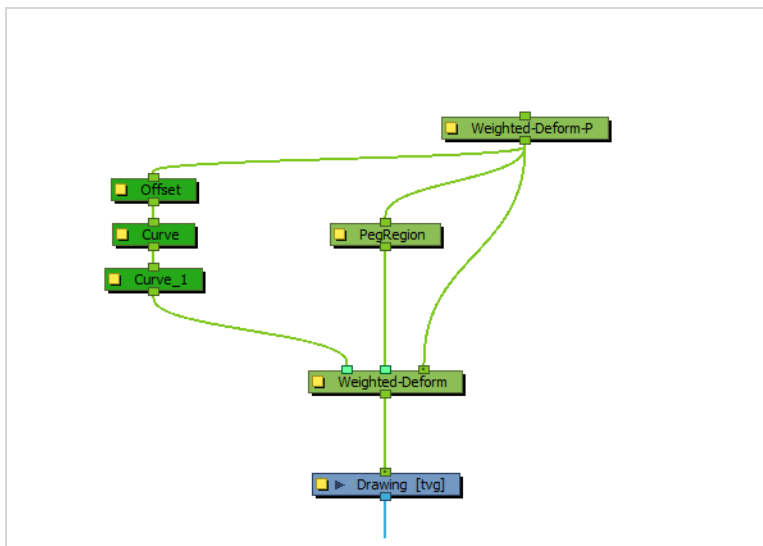 Weighted-Deform-P
Offset
Curve
PegRegion
Curve_1
Weighted-Deform
Drawing [tvg]